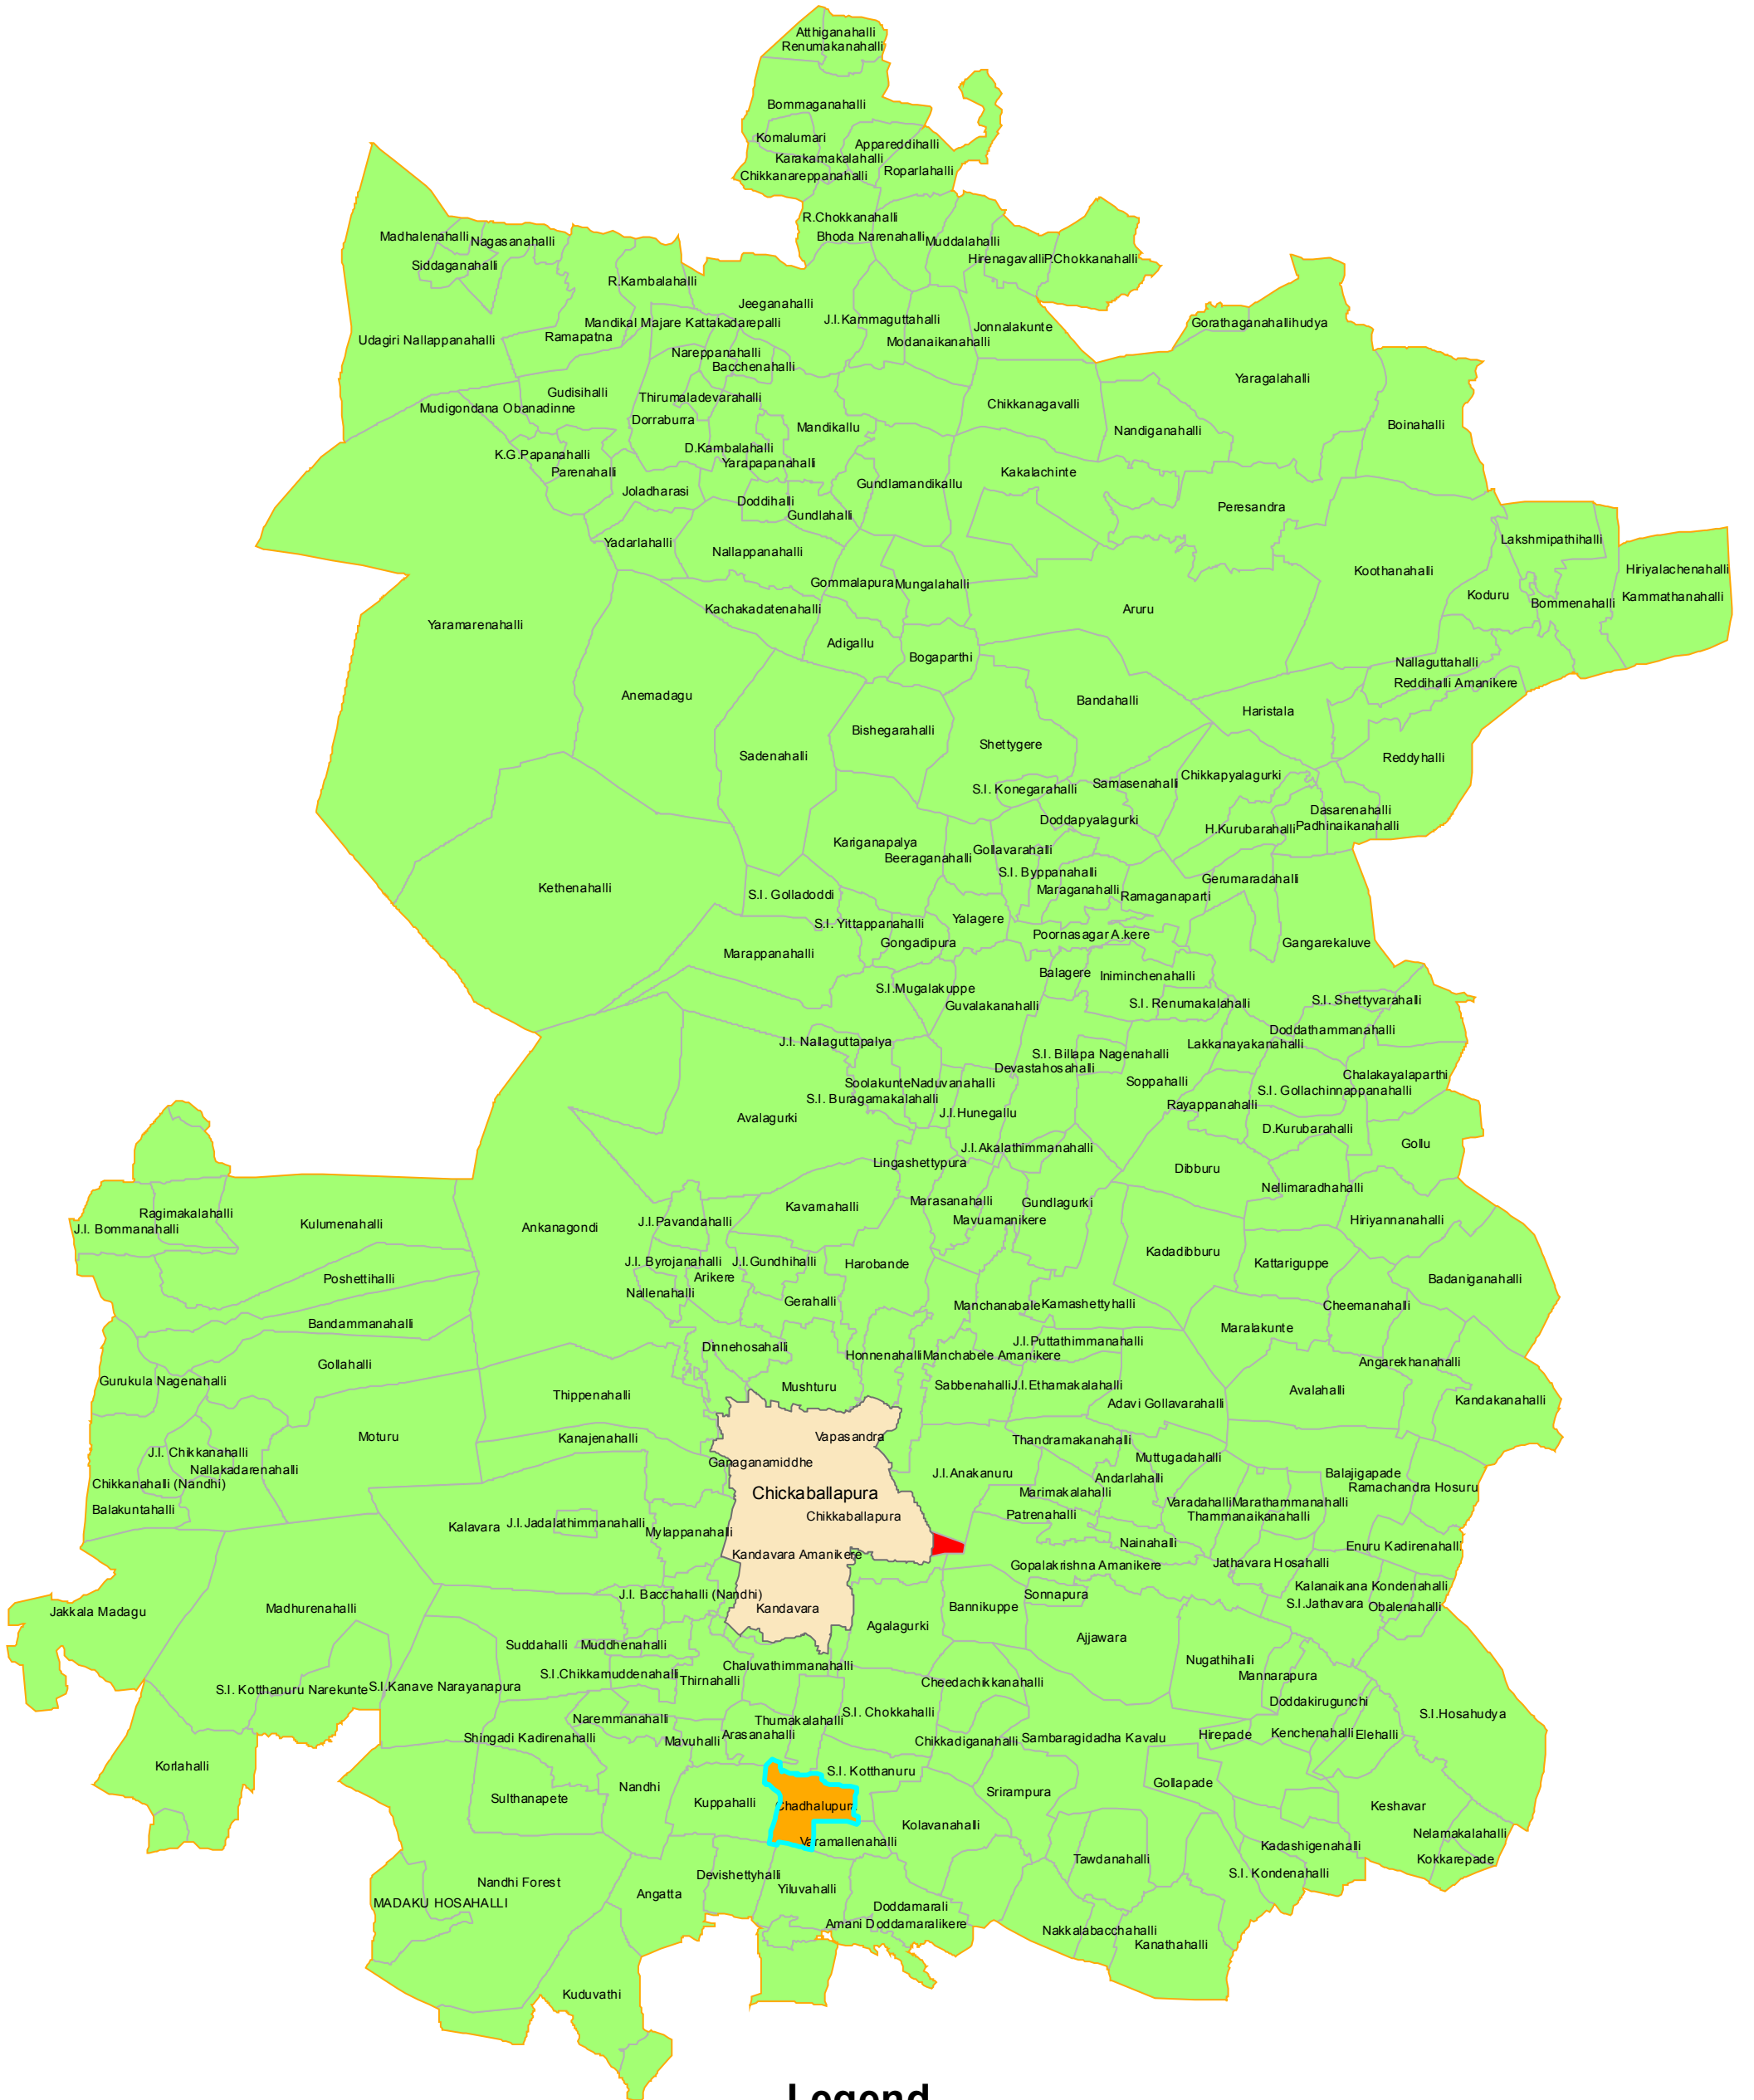 Atthiganahalli
Renumakanahalli
Bommaganahalli
Komalumari
Appareddihalli
Karakamakalahalli
Roparlahalli
Chikkanareppanahalli
R.Chokkanahalli
Bhoda Narenahalli
Muddalahalli
Hirenagavalli
P.Chokkanahalli
Madhalenahalli
Nagasanahalli
Siddaganahalli
R.Kambalahalli
Jeeganahalli
Mandikal Majare Kattakadarepalli
J.I.Kammaguttahalli
Jonnalakunte
Gorathaganahallihudya
Udagiri Nallappanahalli
Ramapatna
Modanaikanahalli
Nareppanahalli
Bacchenahalli
Yaragalahalli
Gudisihalli
Thirumaladevarahalli
Mudigondana Obanadinne
Chikkanagavalli
Dorraburra
Mandikallu
Nandiganahalli
Boinahalli
D.Kambalahalli
K.G.Papanahalli
Yarapapanahalli
Parenahalli
Kakalachinte
Gundlamandikallu
Joladharasi
Doddihalli
Gundlahalli
Peresandra
Yadarlahalli
Nallappanahalli
Lakshmipathihalli
Koothanahalli
Hiriyalachenahalli
Gommalapura
Mungalahalli
Koduru
Kammathanahalli
Bommenahalli
Kachakadatenahalli
Aruru
Yaramarenahalli
Adigallu
Bogaparthi
Nallaguttahalli
Reddihalli Amanikere
Anemadagu
Bandahalli
Haristala
Bishegarahalli
Shettygere
Sadenahalli
Reddyhalli
Chikkapyalagurki
Samasenahalli
S.I. Konegarahalli
Dasarenahalli
Doddapyalagurki
H.Kurubarahalli
Padhinaikanahalli
Kariganapalya
Gollavarahalli
Beeraganahalli
S.I. Byppanahalli
Gerumaradahalli
Kethenahalli
Maraganahalli
S.I. Golladoddi
Ramaganaparti
Yalagere
S.I. Yittappanahalli
Poornasagar A.kere
Gongadipura
Gangarekaluve
Marappanahalli
Balagere
Iniminchenahalli
S.I.Mugalakuppe
S.I. Shettyvarahalli
Guvalakanahalli
S.I. Renumakalahalli
Doddathammanahalli
J.I. Nallaguttapalya
Lakkanayakanahalli
S.I. Billapa Nagenahalli
Devastahosahalli
Chalakayalaparthi
Soolakunte
Naduvanahalli
Soppahalli
S.I. Gollachinnappanahalli
S.I. Buragamakalahalli
Rayappanahalli
J.I.Hunegallu
Avalagurki
D.Kurubarahalli
Gollu
J.I.Akalathimmanahalli
Lingashettypura
Dibburu
Nellimaradhahalli
Marasanahalli
Gundlagurki
Kavarnahalli
Ragimakalahalli
J.I. Bommanahalli
Kulumenahalli
Ankanagondi
J.I.Pavandahalli
Mavuamanikere
Hiriyannanahalli
Kadadibburu
J.I. Byrojanahalli
J.I.Gundhihalli
Harobande
Kattariguppe
Poshettihalli
Arikere
Badaniganahalli
Nallenahalli
Gerahalli
Manchanabale
Kamashettyhalli
Cheemanahalli
Bandammanahalli
Maralakunte
Dinnehosahalli
J.I.Puttathimmanahalli
Honnenahalli
Manchabele Amanikere
Gollahalli
Angarekhanahalli
Gurukula Nagenahalli
Mushturu
Sabbenahalli
J.I.Ethamakalahalli
Avalahalli
Thippenahalli
Adavi Gollavarahalli
Kandakanahalli
Moturu
Kanajenahalli
Vapasandra
Thandramakanahalli
J.I. Chikkanahalli
Muttugadahalli
Ganaganamiddhe
Nallakadarenahalli
J.I.Anakanuru
Andarlahalli
Balajigapade
Chikkanahalli (Nandhi)
Ramachandra Hosuru
Chickaballapura
Marimakalahalli
Varadahalli
Marathammanahalli
Balakuntahalli
Chikkaballapura
Patrenahalli
Thammanaikanahalli
Kalavara
J.I.Jadalathimmanahalli
Mylappanahalli
Nainahalli
Enuru Kadirenahalli
Kandavara Amanikere
Gopalakrishna Amanikere
Jathavara Hosahalli
Kalanaikana Kondenahalli
J.I. Bacchahalli (Nandhi)
Sonnapura
S.I.Jathavara
Obalenahalli
Jakkala Madagu
Madhurenahalli
Kandavara
Bannikuppe
Agalagurki
Ajjawara
Suddahalli
Muddhenahalli
Nugathihalli
Chaluvathimmanahalli
S.I.Chikkamuddenahalli
Thirnahalli
Mannarapura
Cheedachikkanahalli
S.I. Kotthanuru Narekunte
S.I.Kanave Narayanapura
Doddakirugunchi
S.I. Chokkahalli
S.I.Hosahudya
Naremmanahalli
Thumakalahalli
Shingadi Kadirenahalli
Mavuhalli
Arasanahalli
Chikkadiganahalli
Sambaragidadha Kavalu
Hirepade
Kenchenahalli
Elehalli
Korlahalli
S.I. Kotthanuru
Nandhi
Gollapade
Sulthanapete
Srirampura
Kuppahalli
Chadhalupura
Keshavar
Kolavanahalli
Nelamakalahalli
Varamallenahalli
Kadashigenahalli
Tawdanahalli
Kokkarepade
Devishettyhalli
S.I. Kondenahalli
Nandhi Forest
Yiluvahalli
Angatta
MADAKU HOSAHALLI
Doddamarali
Amani Doddamaralikere
Nakkalabacchahalli
Kanathahalli
Kuduvathi
Legend